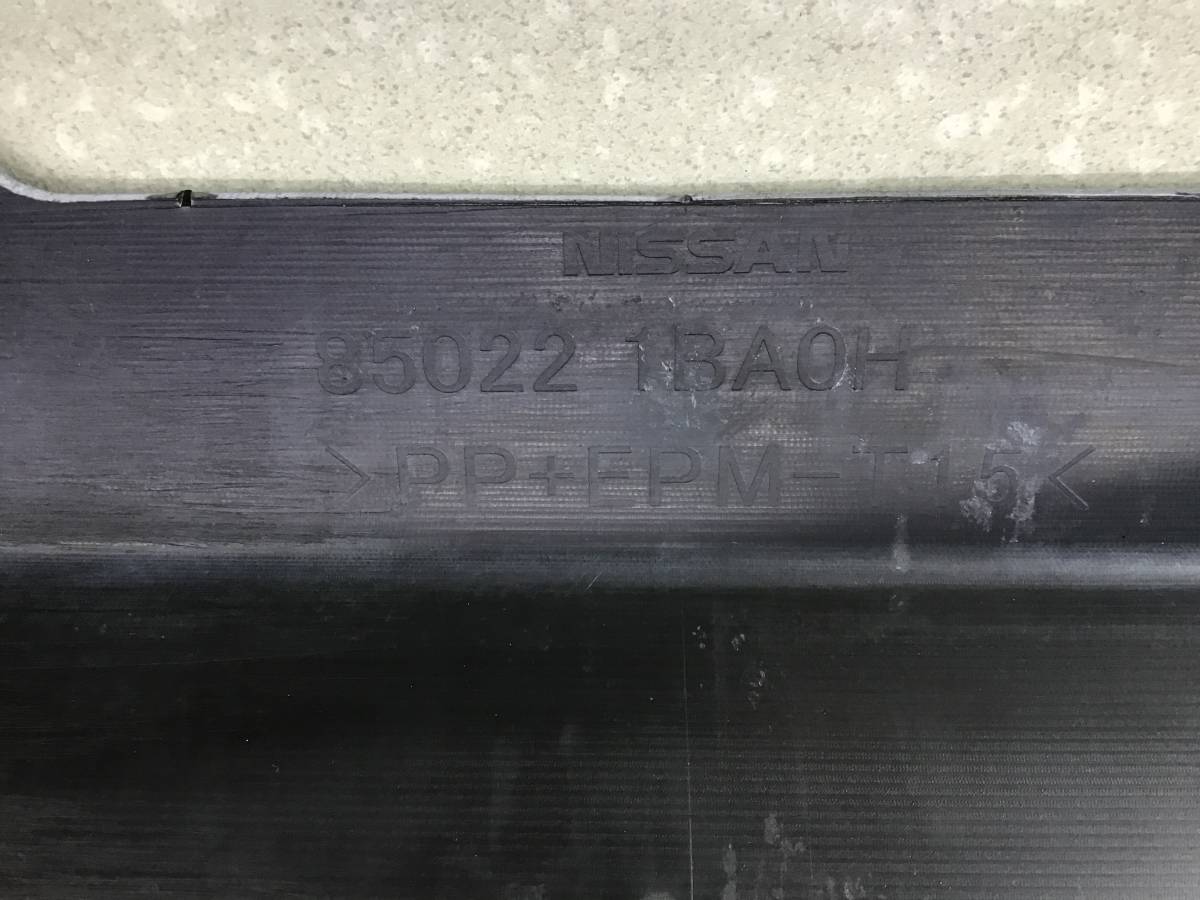 NISSAN
85022 1BA0H
>PP+EPM-T15<